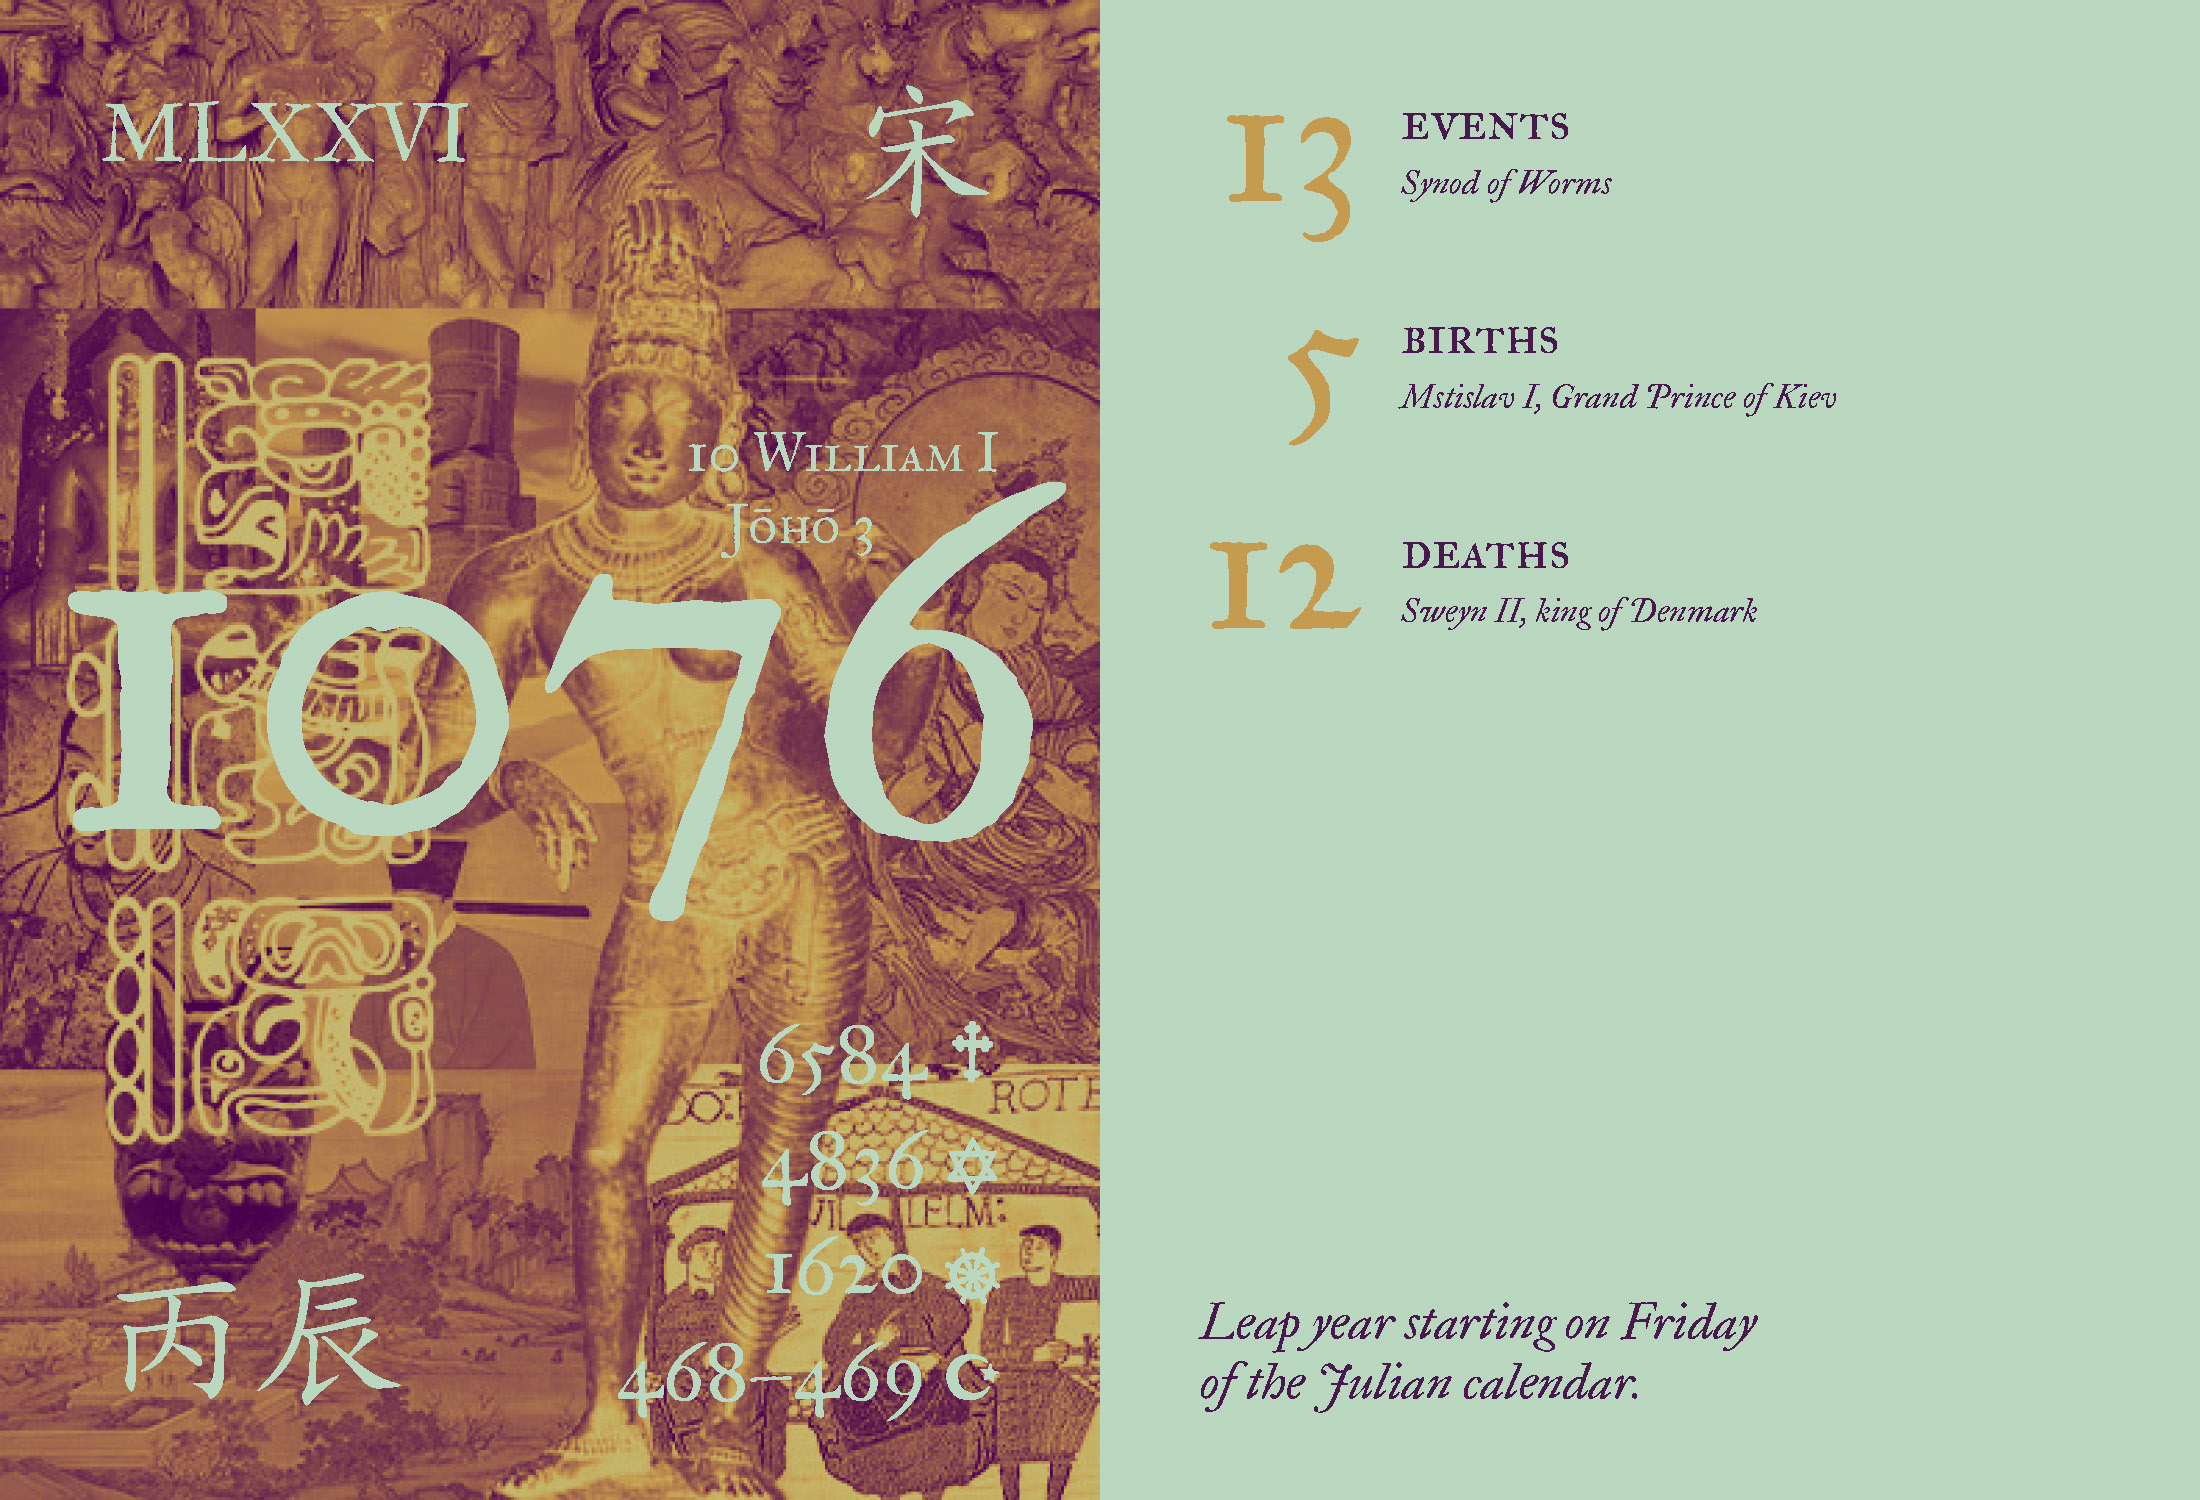 MLXXVI
宋
10 William I
Jōhō 3
1076
6584
ROTB
4836
1620
468–469
丙辰
13 EVENTS
Synod of Worms
5 BIRTHS
Mstislav I, Grand Prince of Kiev
12 DEATHS
Sweyn II, king of Denmark
Leap year starting on Friday
of the Julian calendar.